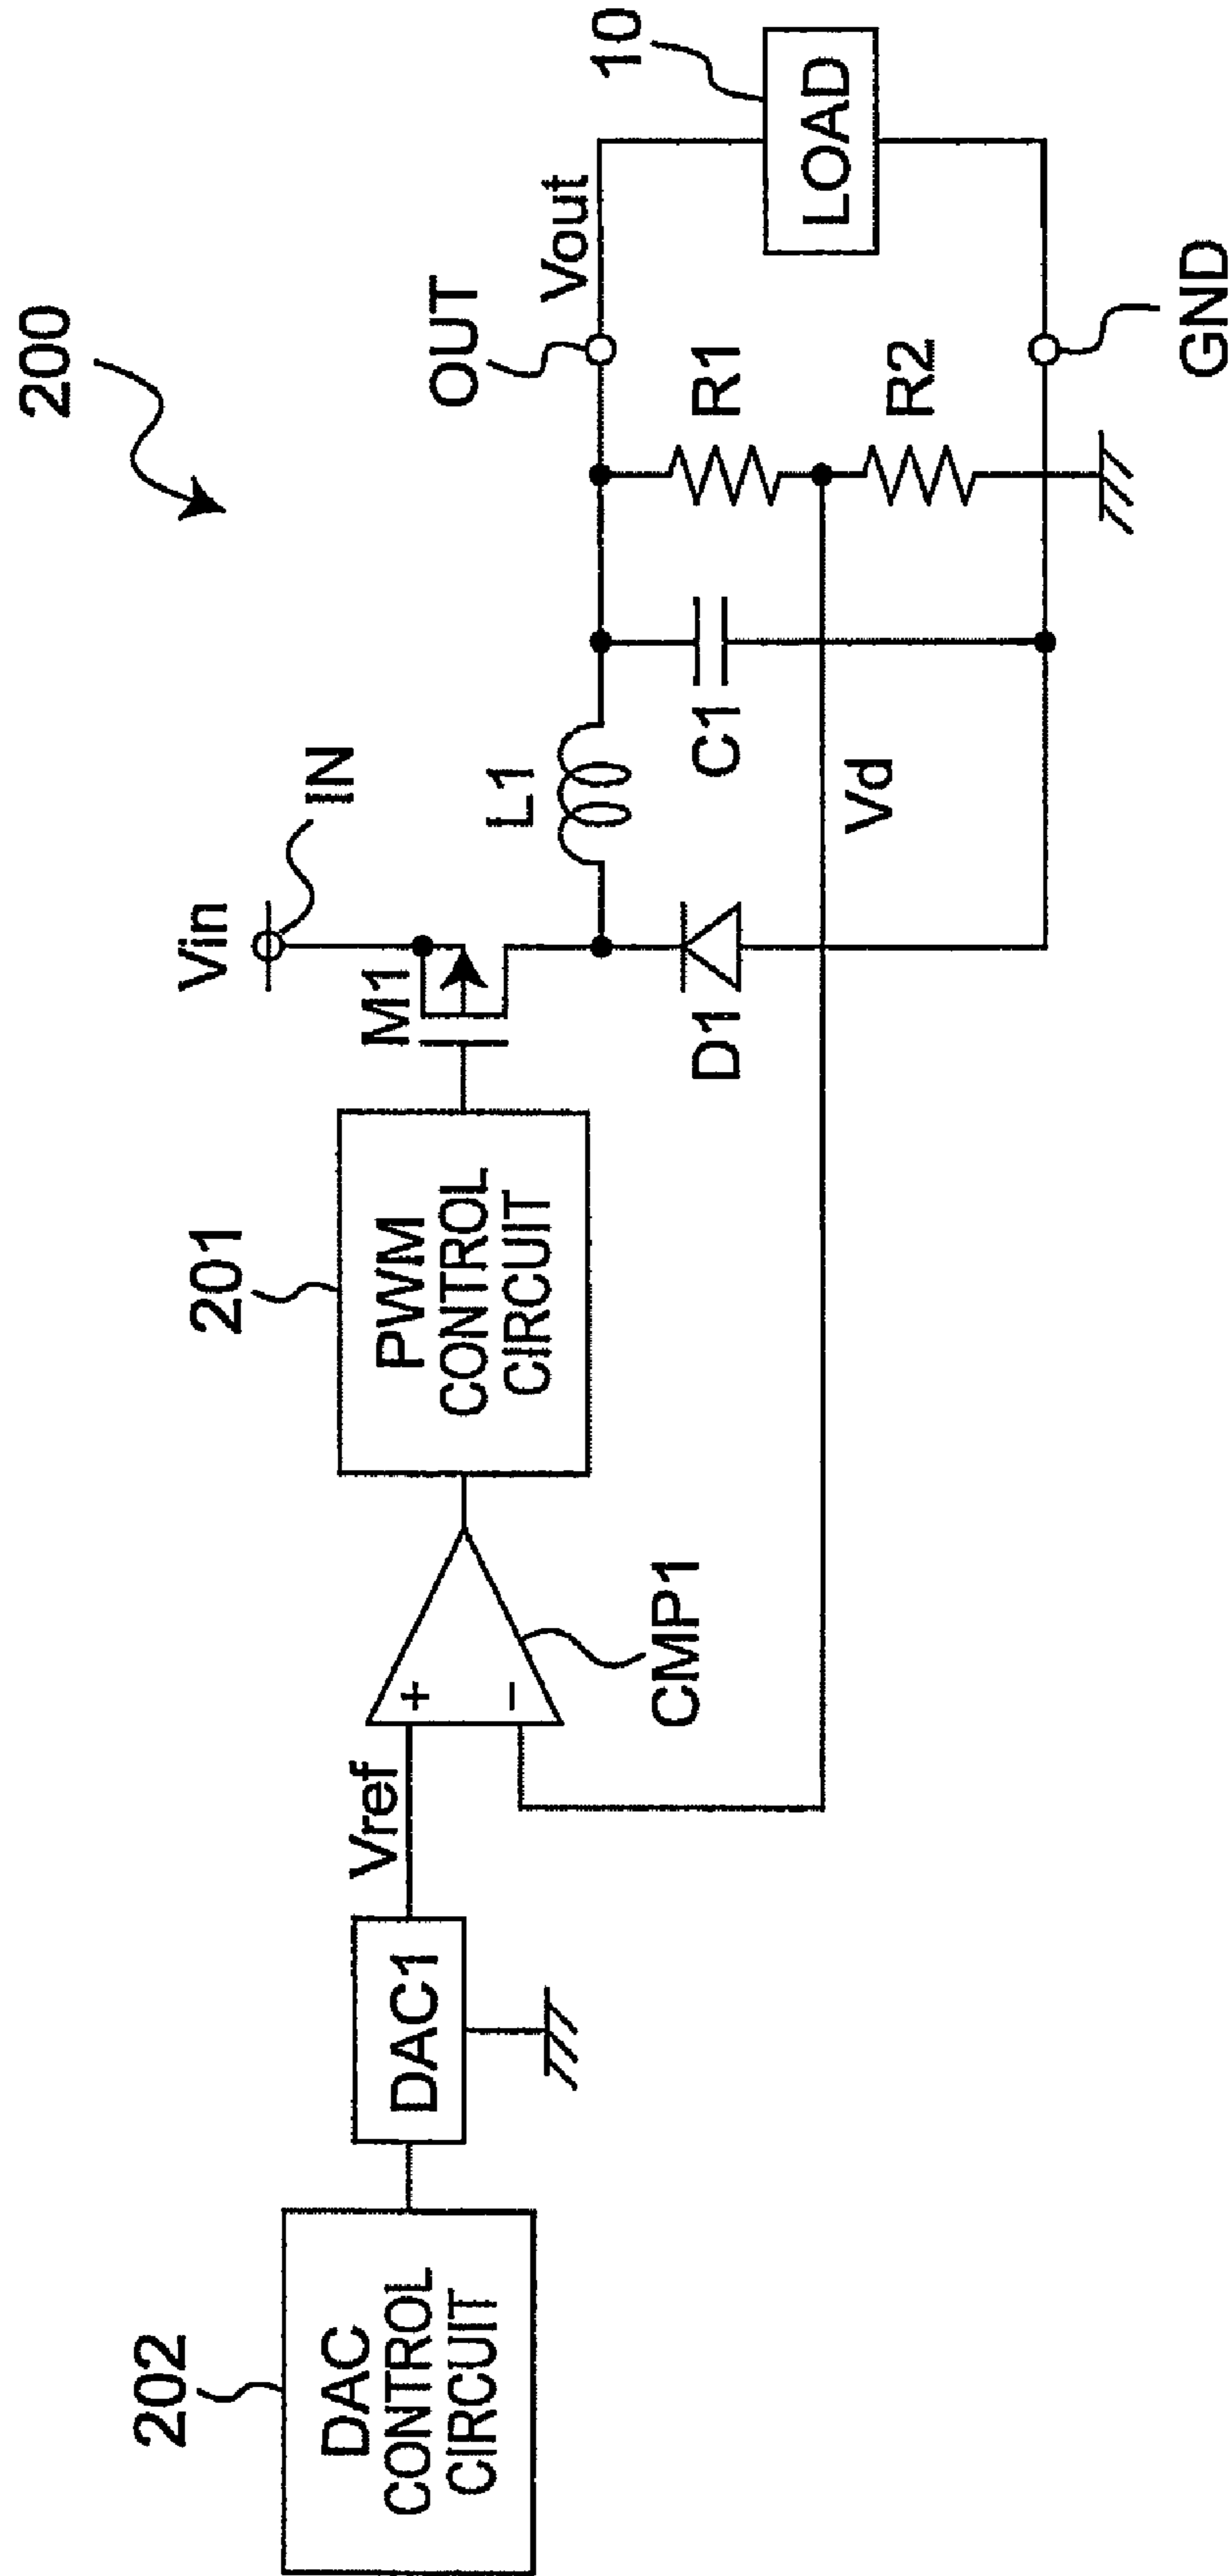 200
202
DAC
CONTROL
CIRCUIT
DAC1
Vref
+
−
CMP1
201
PWM
CONTROL
CIRCUIT
M1
Vin
IN
L1
D1
C1
Vd
OUT
Vout
R1
R2
GND
10
LOAD